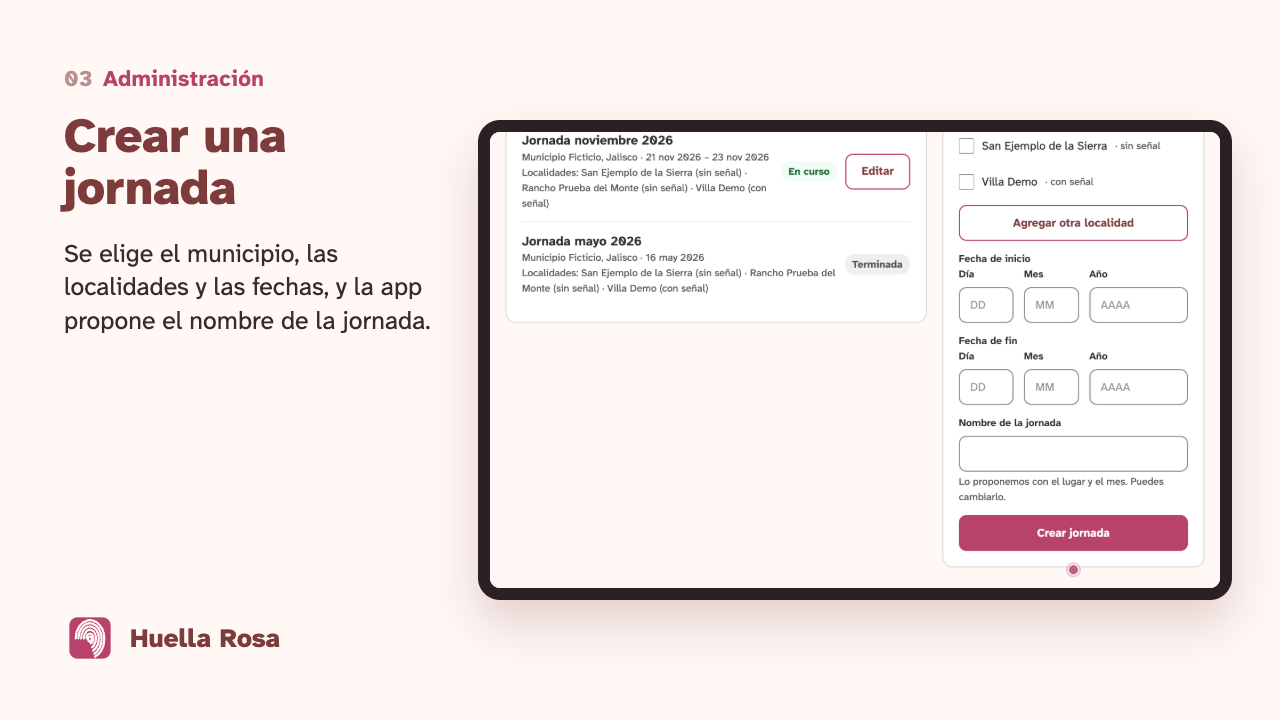 03 Administración
Crear una
jornada
Se elige el municipio, las
localidades y las fechas, y la app
propone el nombre de la jornada.
Jornada noviembre 2026
Municipio Ficticio, Jalisco · 21 nov 2026 – 23 nov 2026
Localidades: San Ejemplo de la Sierra (sin señal) ·
Rancho Prueba del Monte (sin señal) · Villa Demo (con
señal)
En curso
Editar
Jornada mayo 2026
Municipio Ficticio, Jalisco · 16 may 2026
Localidades: San Ejemplo de la Sierra (sin señal) · Rancho Prueba del
Monte (sin señal) · Villa Demo (con señal)
Terminada
San Ejemplo de la Sierra · sin señal
Villa Demo · con señal
Agregar otra localidad
Fecha de inicio
Día Mes Año
DD MM AAAA
Fecha de fin
Día Mes Año
DD MM AAAA
Nombre de la jornada
Lo proponemos con el lugar y el mes. Puedes
cambiarlo.
Crear jornada
Huella Rosa